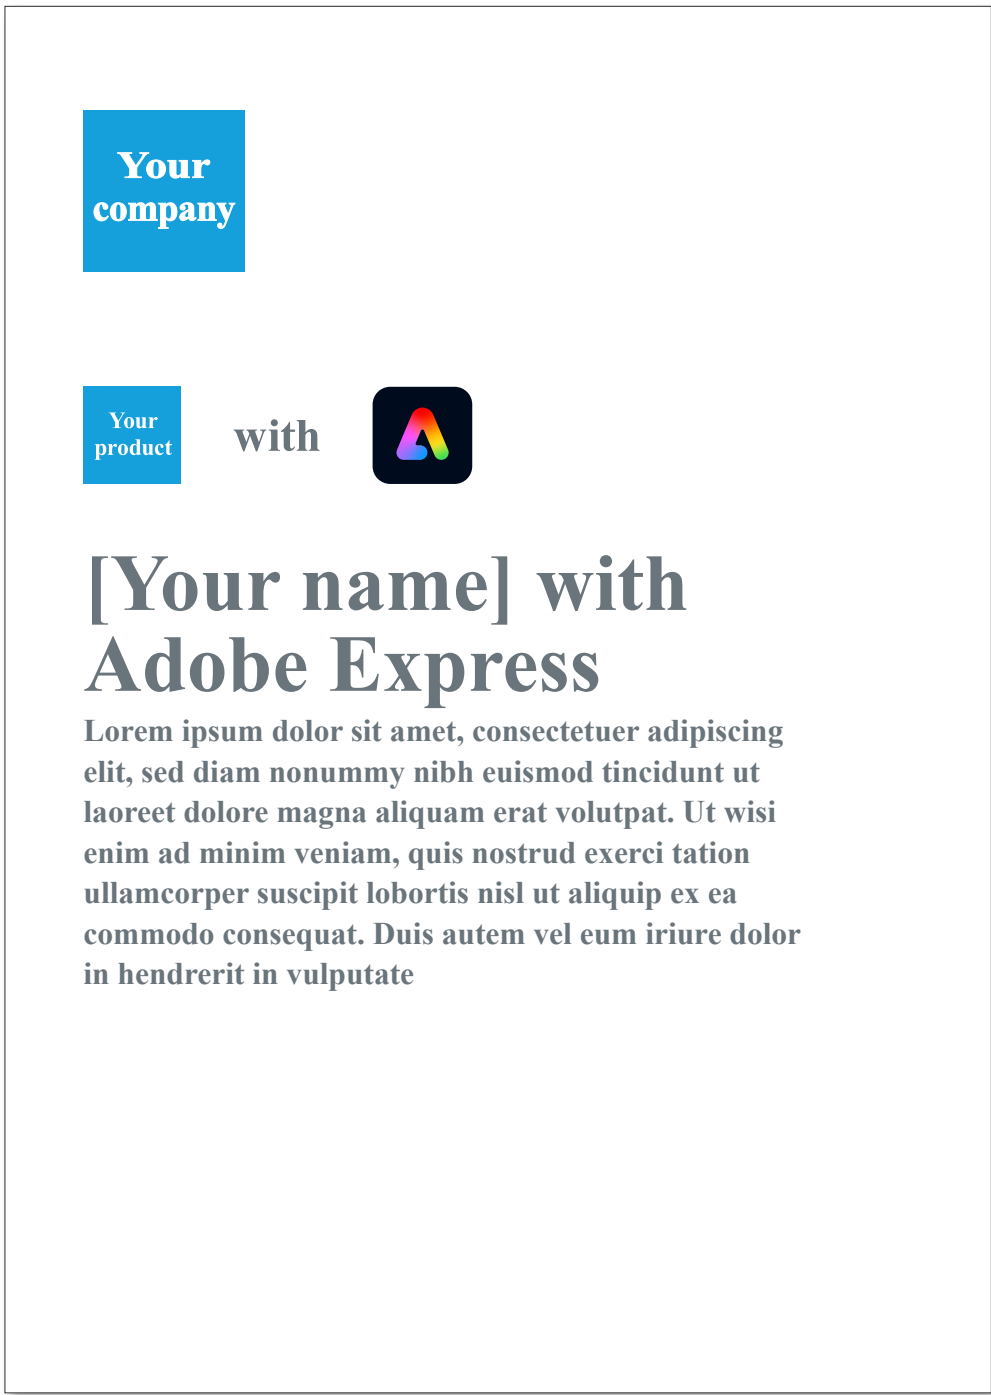 Your
company
Your
product
with
[Your name] with
Adobe Express
Lorem ipsum dolor sit amet, consectetuer adipiscing
elit, sed diam nonummy nibh euismod tincidunt ut
laoreet dolore magna aliquam erat volutpat. Ut wisi
enim ad minim veniam, quis nostrud exerci tation
ullamcorper suscipit lobortis nisl ut aliquip ex ea
commodo consequat. Duis autem vel eum iriure dolor
in hendrerit in vulputate